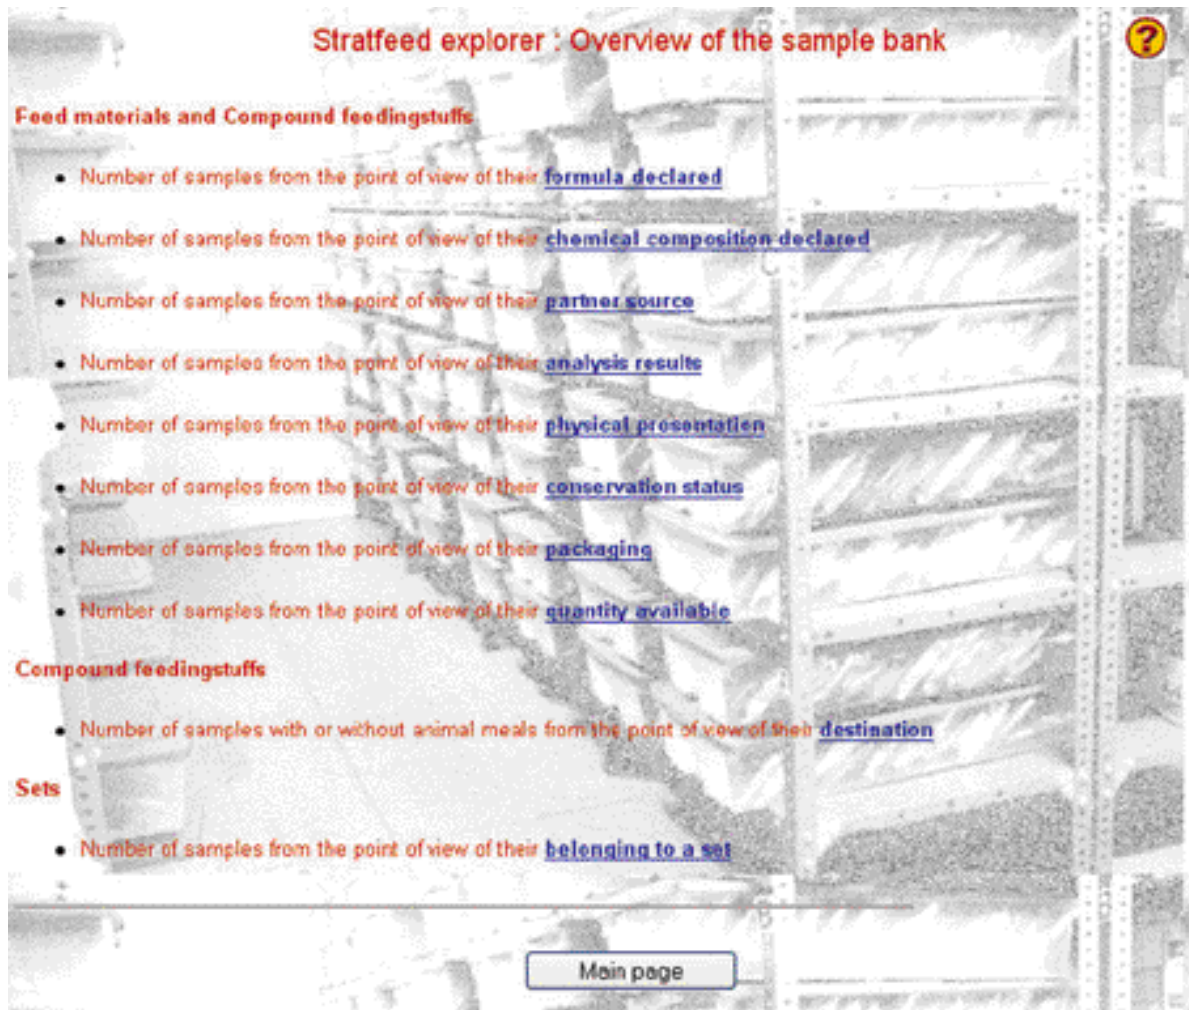 Stratfeed explorer : Overview of the sample bank
?
Feed materials and Compound feedingstuffs
• Number of samples from the point of view of their formula declared
• Number of samples from the point of view of their chemical composition declared
• Number of samples from the point of view of their partner source
• Number of samples from the point of view of their analysis results
• Number of samples from the point of view of their physical presentation
• Number of samples from the point of view of their conservation status
• Number of samples from the point of view of their packaging
• Number of samples from the point of view of their quantity available
Compound feedingstuffs
• Number of samples with or without animal meals from the point of view of their destination
Sets
• Number of samples from the point of view of their belonging to a set
Main page